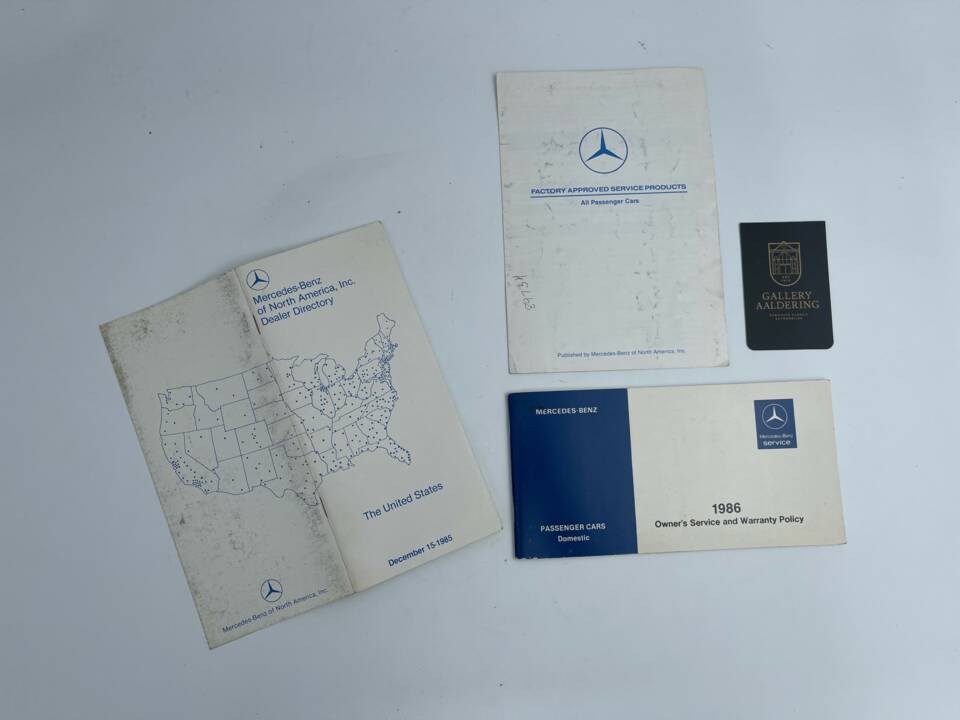 Mercedes-Benz
of North America, Inc.
Dealer Directory
The United States
December 15-1985
Mercedes-Benz of North America, Inc.
FACTORY APPROVED SERVICE PRODUCTS
All Passenger Cars
Published by Mercedes-Benz of North America, Inc.
GALLERY
AALDERING
MERCEDES-BENZ
PASSENGER CARS
Domestic
Mercedes-Benz
service
1986
Owner's Service and Warranty Policy